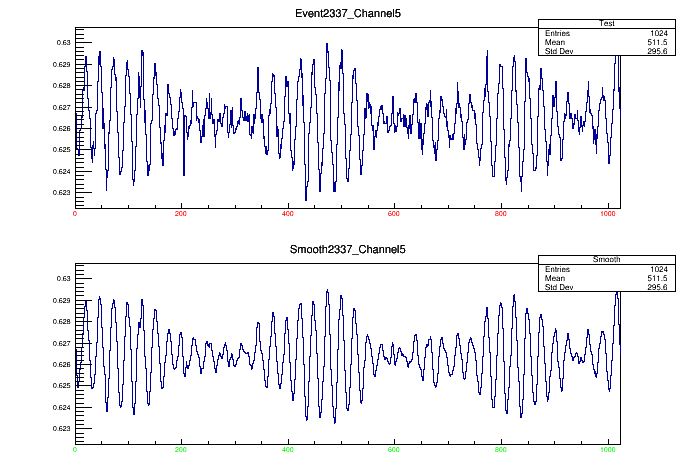 Event2337_Channel5
Test
Entries 1024
Mean 511.5
Std Dev 295.6
0.63
0.629
0.628
0.627
0.626
0.625
0.624
0.623
0 200 400 600 800 1000
Smooth2337_Channel5
Smooth
Entries 1024
Mean 511.5
Std Dev 295.6
0.63
0.629
0.628
0.627
0.626
0.625
0.624
0.623
0 200 400 600 800 1000